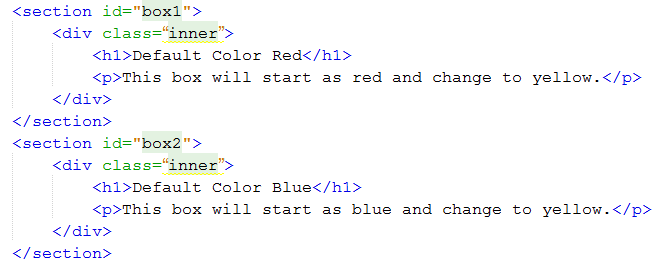 <section id="box1">
<div class=“inner”>
<h1>Default Color Red</h1>
<p>This box will start as red and change to yellow.</p>
</div>
</section>
<section id="box2">
<div class=“inner”>
<h1>Default Color Blue</h1>
<p>This box will start as blue and change to yellow.</p>
</div>
</section>